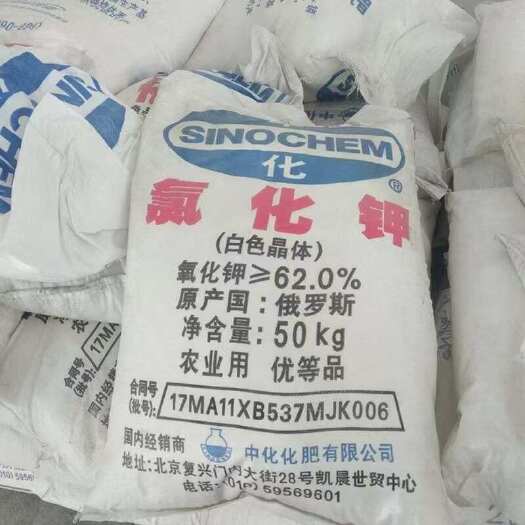 SINOCHEM
化
®
氯化钾
(白色晶体)
氧化钾≥62.0%
原产国：俄罗斯
净含量：50kg
农业用 优等品
合同号
(批号): 17MA11XB537MJK006
国内经销商 中化化肥有限公司
地址: 北京复兴门内大街28号凯晨世贸中心
电话: (010) 59569601